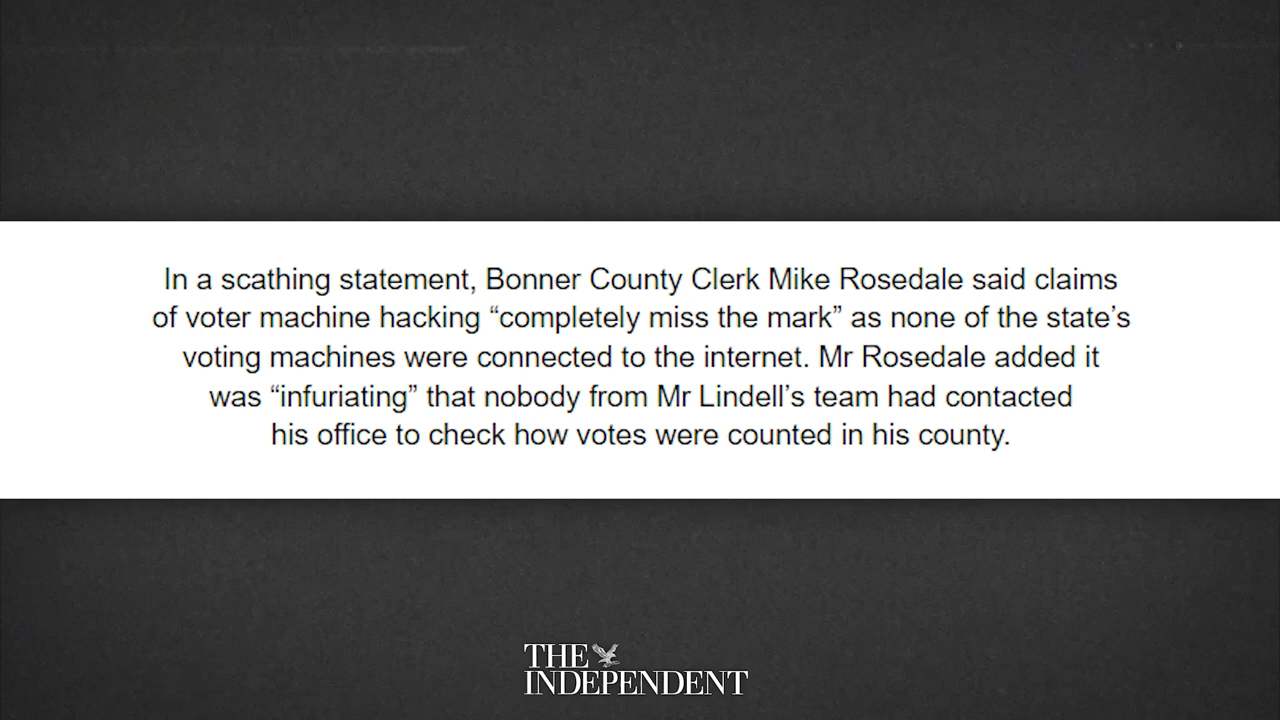 In a scathing statement, Bonner County Clerk Mike Rosedale said claims
of voter machine hacking “completely miss the mark” as none of the state’s
voting machines were connected to the internet. Mr Rosedale added it
was “infuriating” that nobody from Mr Lindell’s team had contacted
his office to check how votes were counted in his county.
THE
INDEPENDENT